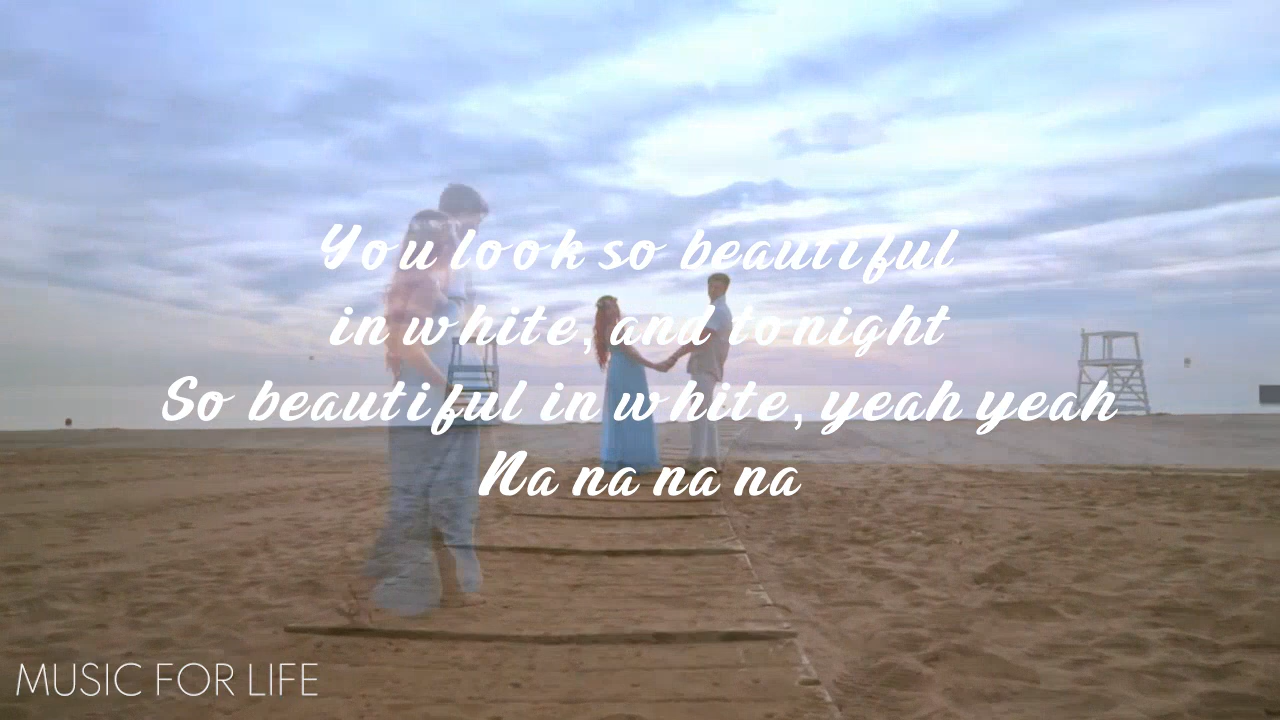 You look so beautiful
in white, and tonight
So beautiful in white, yeah yeah
Na na na na
MUSIC FOR LIFE